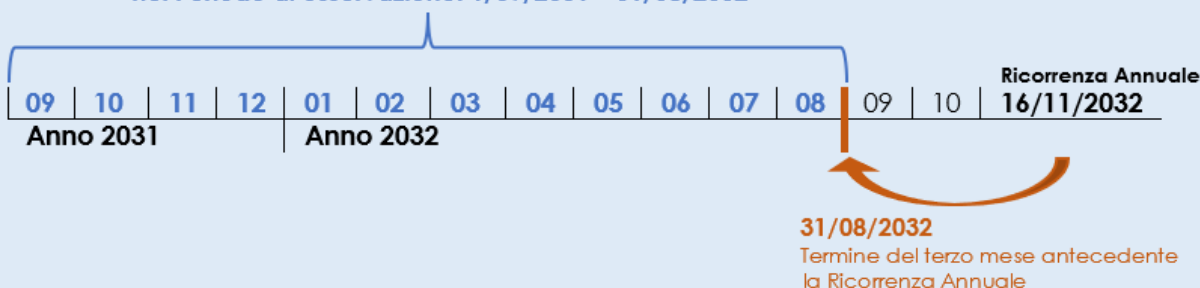 Ricorrenza Annuale
09 10 11 12 01 02 03 04 05 06 07 08 09 10 16/11/2032
Anno 2031 Anno 2032
31/08/2032
Termine del terzo mese antecedente
la Ricorrenza Annuale